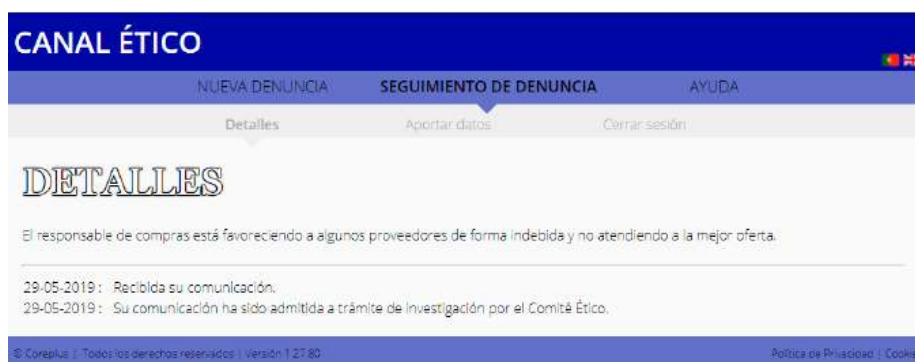 CANAL ÉTICO
NUEVA DENUNCIA SEGUIMIENTO DE DENUNCIA AYUDA
Detalles Aportar datos Cerrar sesión
DETALLES
El responsable de compras está favoreciendo a algunos proveedores de forma indebida y no atendiendo a la mejor oferta.
29-05-2019 : Recibida su comunicación.
29-05-2019 : Su comunicación ha sido admitida a trámite de investigación por el Comité Ético.
© Coreplus | Todos los derechos reservados | Versión 1.27.80 Política de Privacidad | Cookie